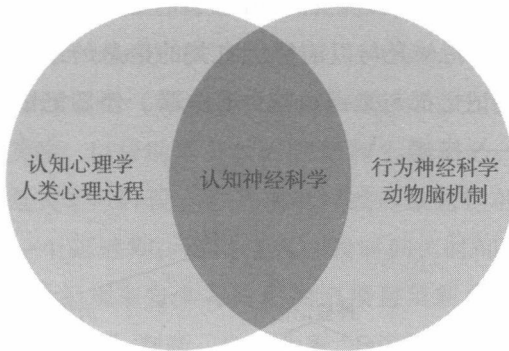 认知心理学
人类心理过程
认知神经科学
行为神经科学
动物脑机制